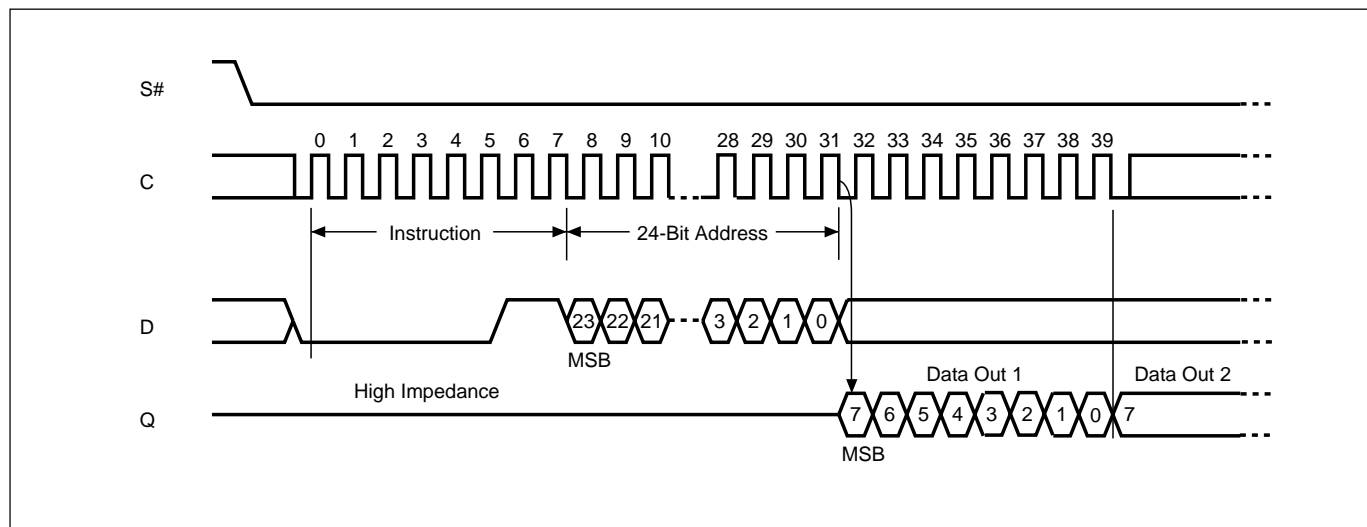 S#
0 1 2 3 4 5 6 7 8 9 10 28 29 30 31 32 33 34 35 36 37 38 39
C
Instruction 24-Bit Address
D 23 22 21 3 2 1 0
MSB
High Impedance Data Out 1 Data Out 2
Q 7 6 5 4 3 2 1 0 7
MSB